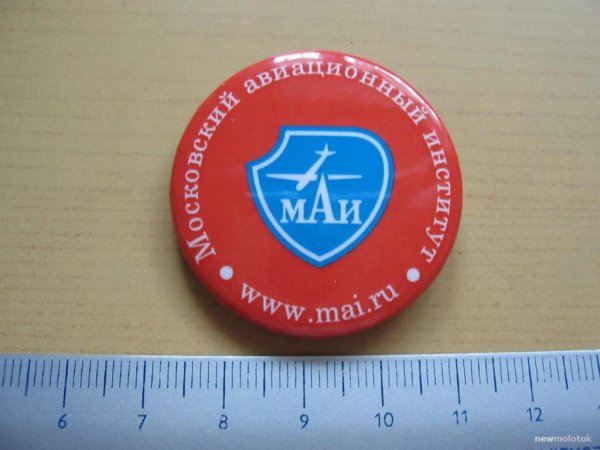 Московский авиационный институт
МАИ
• www.mai.ru •
6 7 8 9 10 11 12
newmolotok